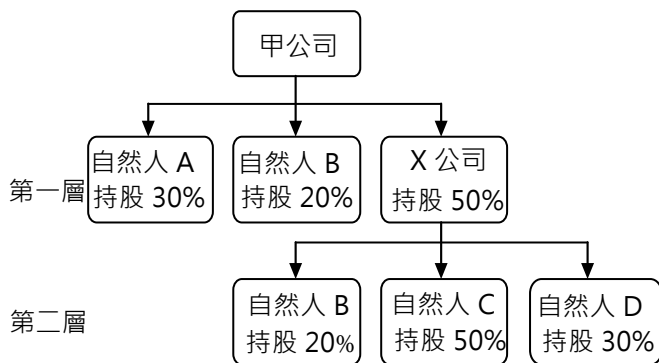 甲公司
自然人 A
持股 30%
自然人 B
持股 20%
X 公司
持股 50%
第一層
自然人 B
持股 20%
自然人 C
持股 50%
自然人 D
持股 30%
第二層